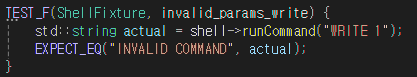 TEST_F(ShellFixture, invalid_params_write) {
    std::string actual = shell->runCommand("WRITE 1");
    EXPECT_EQ("INVALID COMMAND", actual);
}